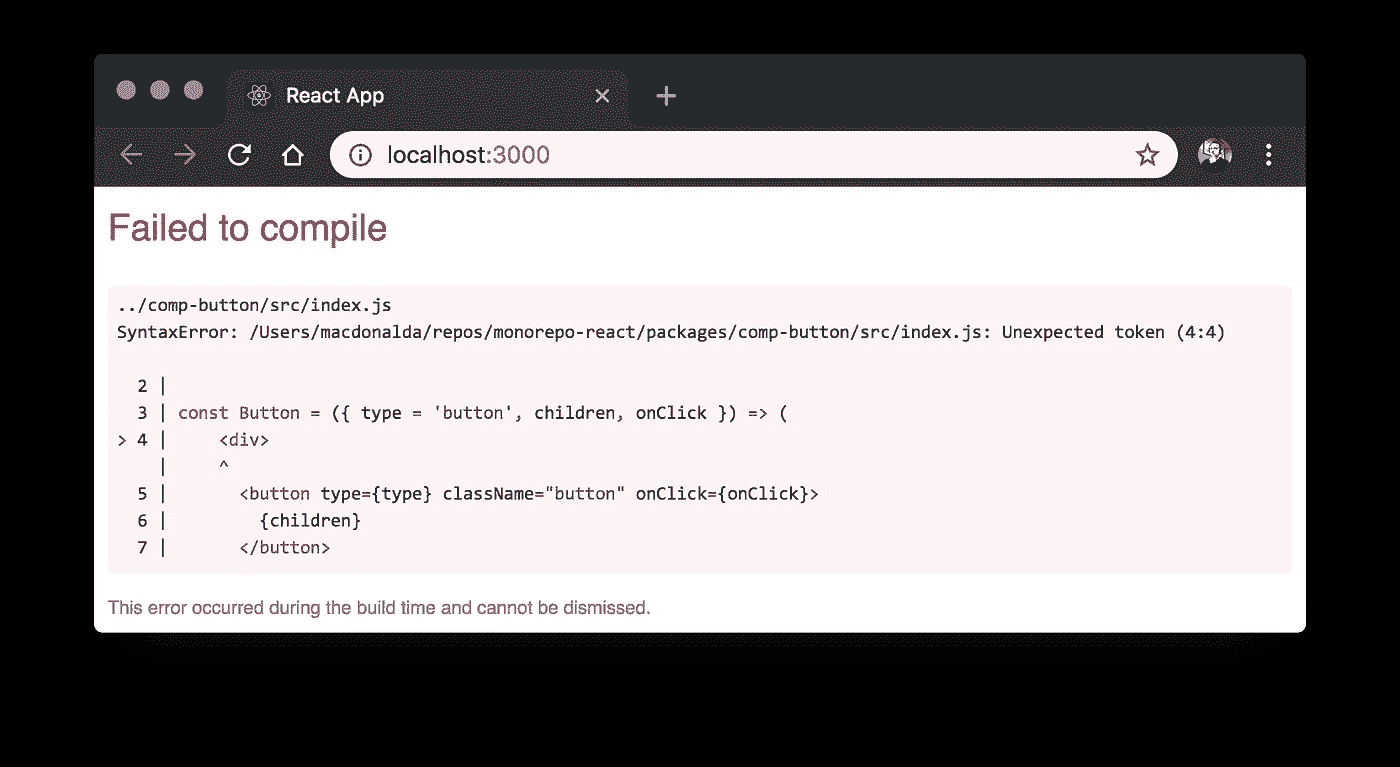 React App
localhost:3000
Failed to compile
../comp-button/src/index.js
SyntaxError: /Users/macdonalda/repos/monorepo-react/packages/comp-button/src/index.js: Unexpected token (4:4)
  2 |
  3 | const Button = ({ type = 'button', children, onClick }) => (
> 4 |     <div>
    |     ^
  5 |       <button type={type} className="button" onClick={onClick}>
  6 |         {children}
  7 |       </button>
This error occurred during the build time and cannot be dismissed.